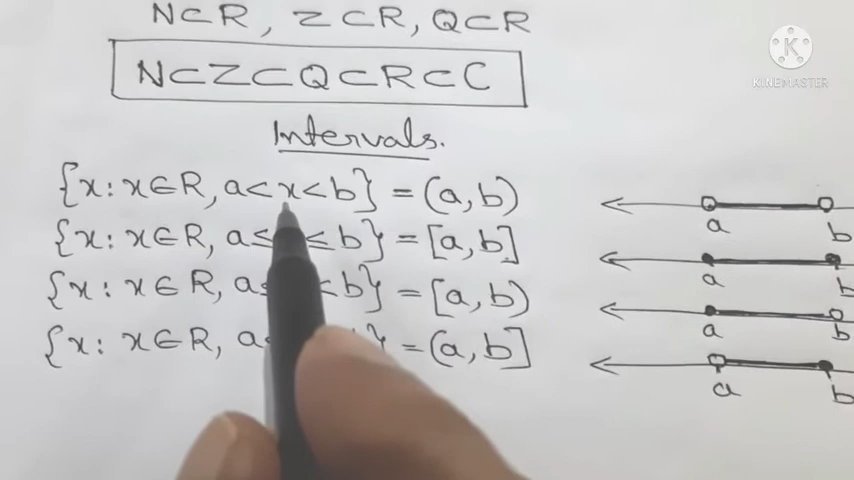 N⊂R, Z⊂R, Q⊂R
N⊂Z⊂Q⊂R⊂C
Intervals.
{x: x∈R, a<x<b} = (a,b)
{x: x∈R, a≤ ≤b} = [a,b]
{x: x∈R, a≤ <b} = [a,b)
{x: x∈R, a< } = (a,b]
a b
a b
a b
a b
K
KINEMASTER